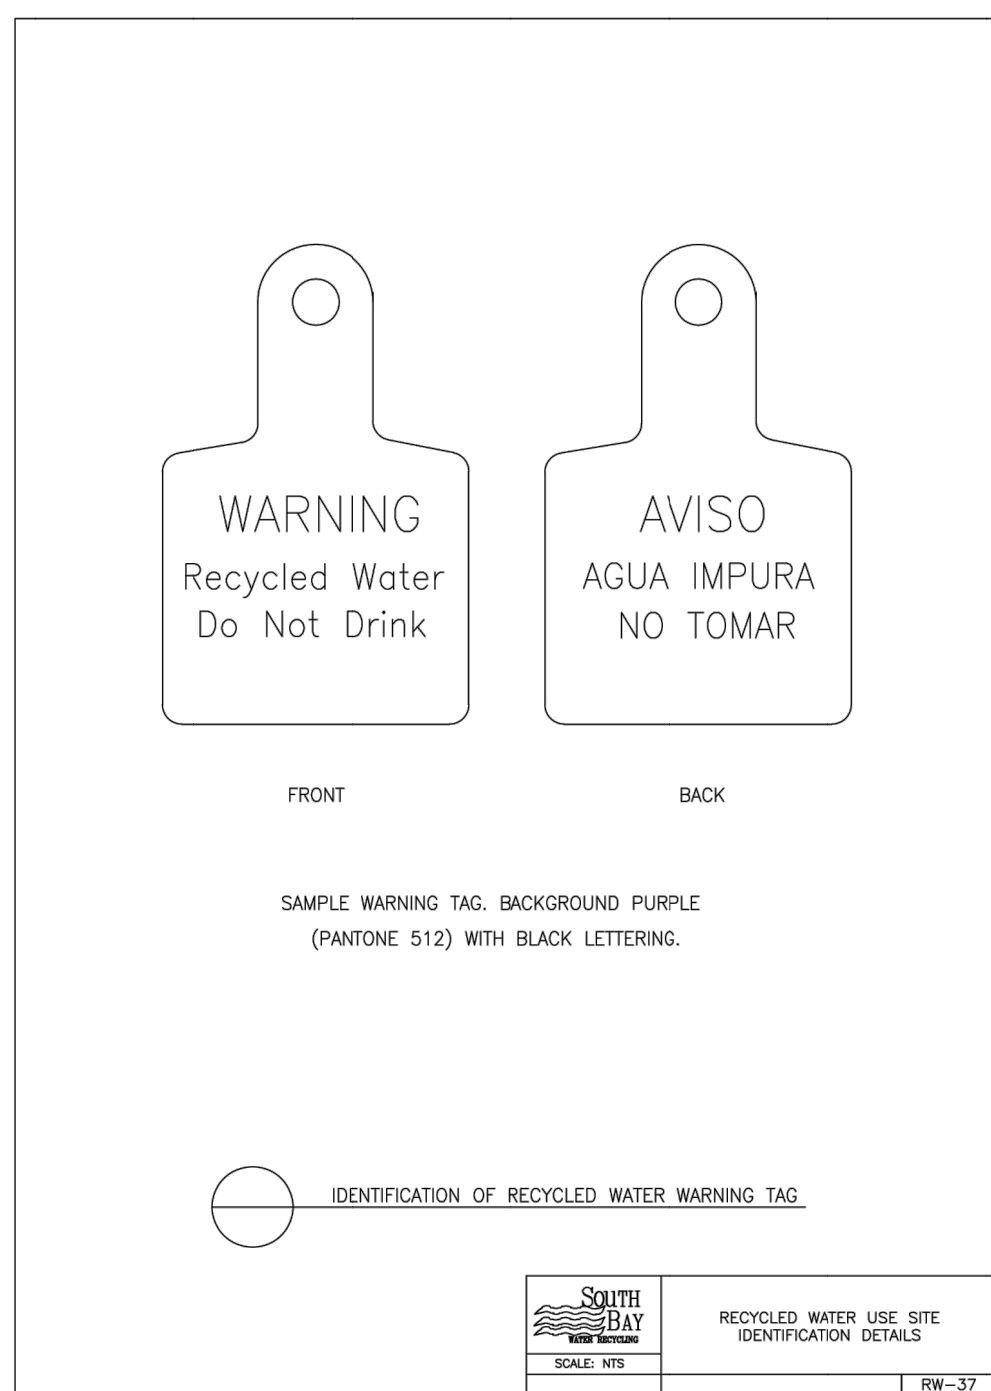 WARNING
Recycled Water
Do Not Drink
AVISO
AGUA IMPURA
NO TOMAR
FRONT
BACK
SAMPLE WARNING TAG. BACKGROUND PURPLE
(PANTONE 512) WITH BLACK LETTERING.
IDENTIFICATION OF RECYCLED WATER WARNING TAG
SOUTH
BAY
WATER RECYCLING
SCALE: NTS
RECYCLED WATER USE SITE
IDENTIFICATION DETAILS
RW-37